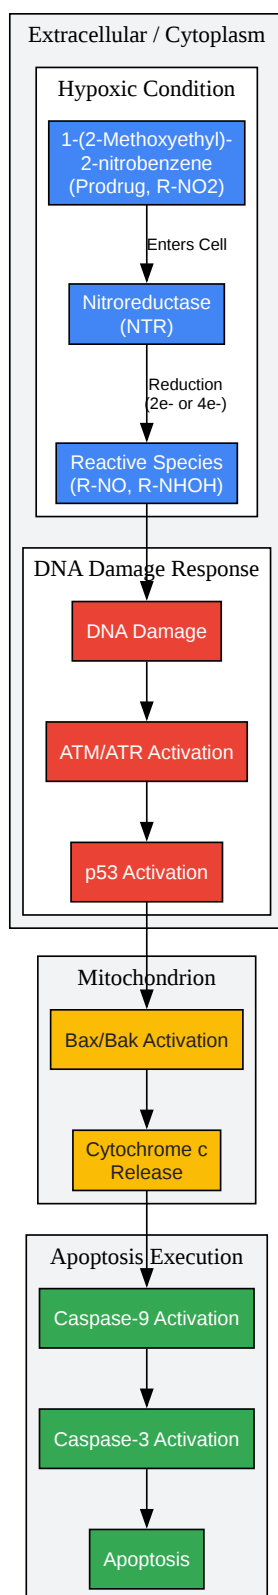 Extracellular / Cytoplasm
Hypoxic Condition
1-(2-Methoxyethyl)-
2-nitrobenzene
(Prodrug, R-NO2)
Enters Cell
Nitroreductase
(NTR)
Reduction
(2e- or 4e-)
Reactive Species
(R-NO, R-NHOH)
DNA Damage Response
DNA Damage
ATM/ATR Activation
p53 Activation
Mitochondrion
Bax/Bak Activation
Cytochrome c
Release
Apoptosis Execution
Caspase-9 Activation
Caspase-3 Activation
Apoptosis